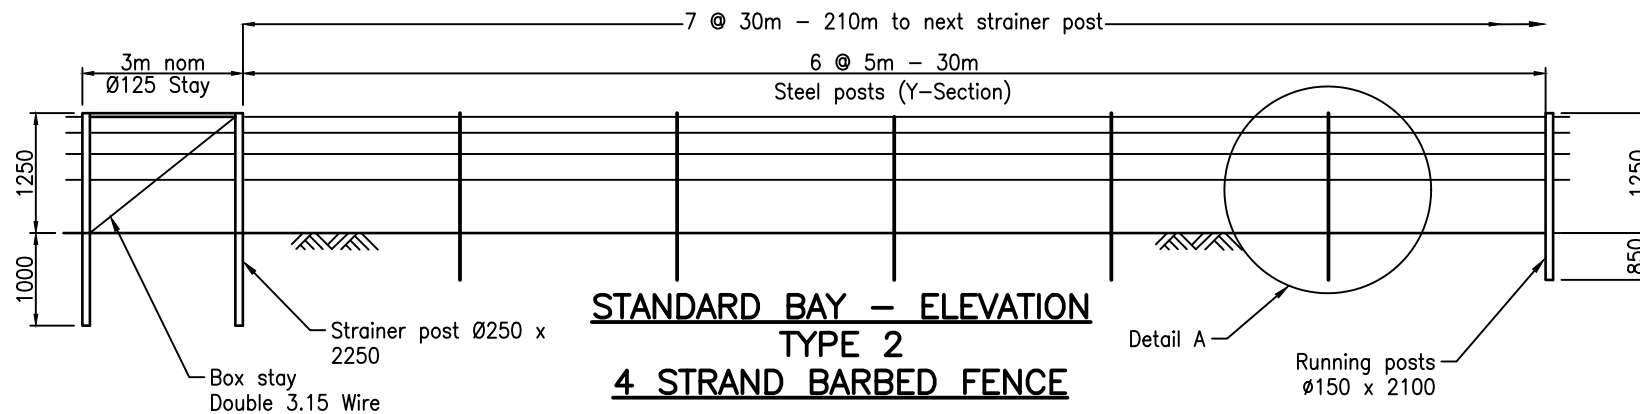 7 @ 30m - 210m to next strainer post
3m nom
Ø125 Stay
6 @ 5m - 30m
Steel posts (Y-Section)
1250
1000
1250
850
STANDARD BAY - ELEVATION
TYPE 2
4 STRAND BARBED FENCE
Strainer post Ø250 x
2250
Box stay
Double 3.15 Wire
Detail A
Running posts
Ø150 x 2100